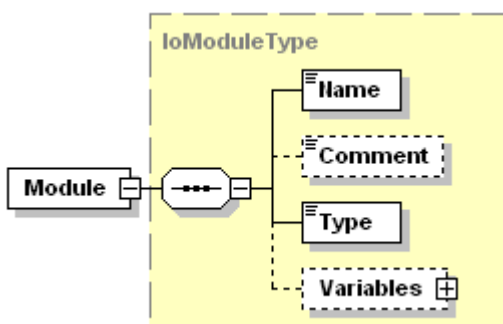 IoModuleType
Name
Comment
Module
Type
Variables